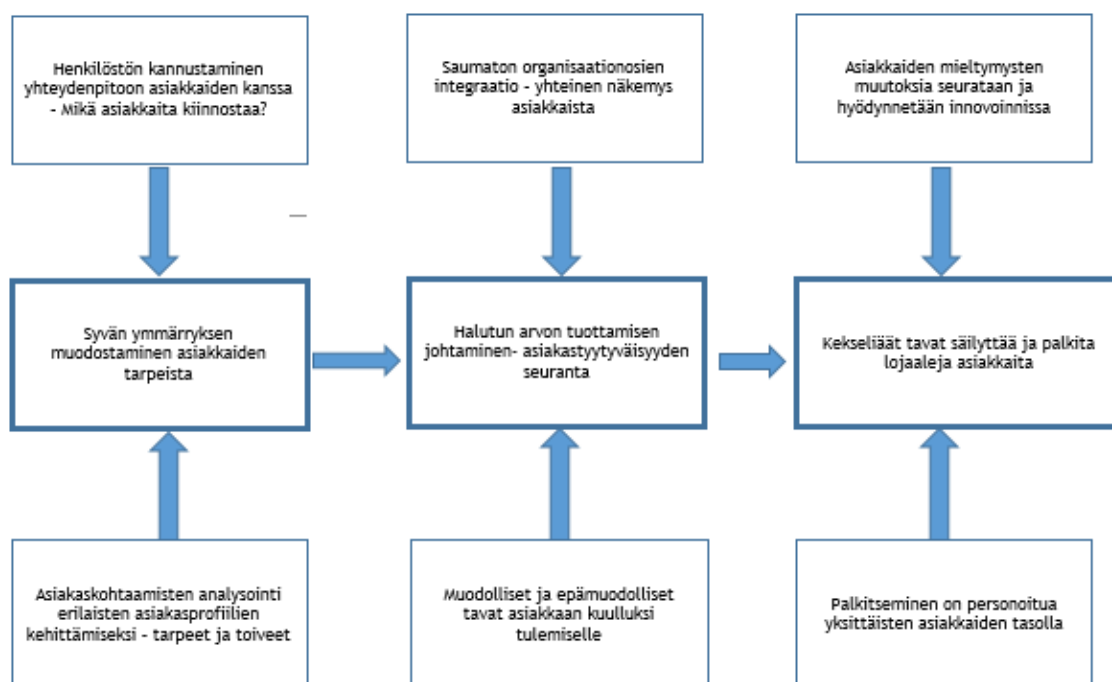 Henkilöstön kannustaminen
yhteydenpitoon asiakkaiden kanssa
- Mikä asiakkaita kiinnostaa?
Saumaton organisaationosien
integraatio - yhteinen näkemys
asiakkaista
Asiakkaiden mieltymysten
muutoksia seurataan ja
hyödynnetään innovoinnissa
Syvän ymmärryksen
muodostaminen asiakkaiden
tarpeista
Halutun arvon tuottamisen
johtaminen- asiakastyytyväisyyden
seuranta
Kekseliäät tavat säilyttää ja palkita
lojaaleja asiakkaita
Asiakaskohtaamisten analysointi
erilaisten asiakasprofiilien
kehittämiseksi - tarpeet ja toiveet
Muodolliset ja epämuodolliset
tavat asiakkaan kuulluksi
tulemiselle
Palkitseminen on personoitua
yksittäisten asiakkaiden tasolla